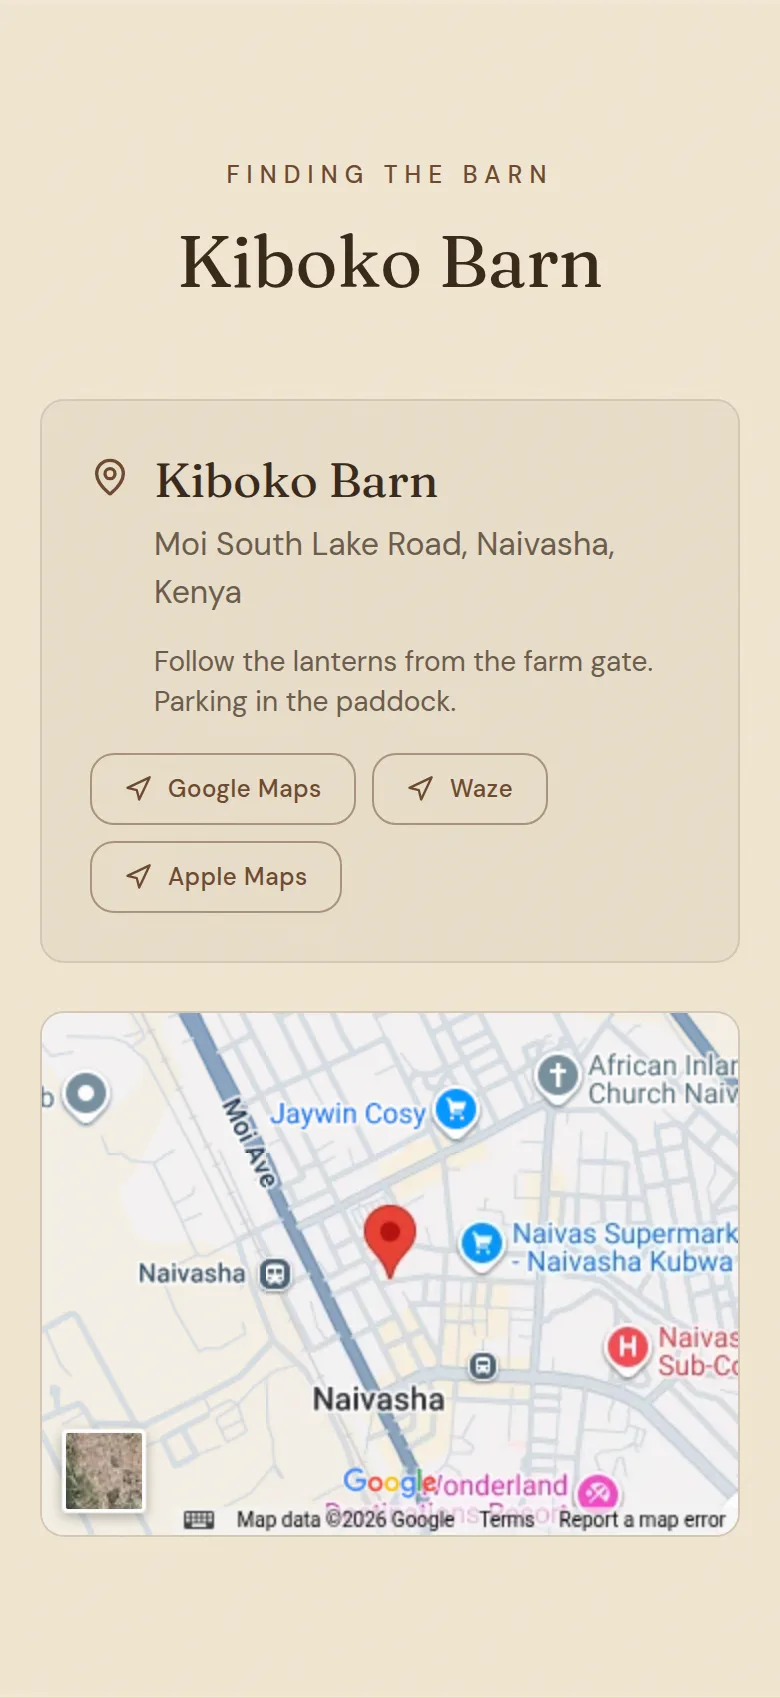 FINDING THE BARN
Kiboko Barn
Kiboko Barn
Moi South Lake Road, Naivasha,
Kenya
Follow the lanterns from the farm gate.
Parking in the paddock.
Google Maps
Waze
Apple Maps
African Inlan
Church Naiv
b
Jaywin Cosy
Moi Ave
Naivas Supermark
- Naivasha Kubwa
Naivasha
H
Naivas
Sub-Co
Naivasha
Google
Wonderland
Map data ©2026 Google
Terms
Report a map error